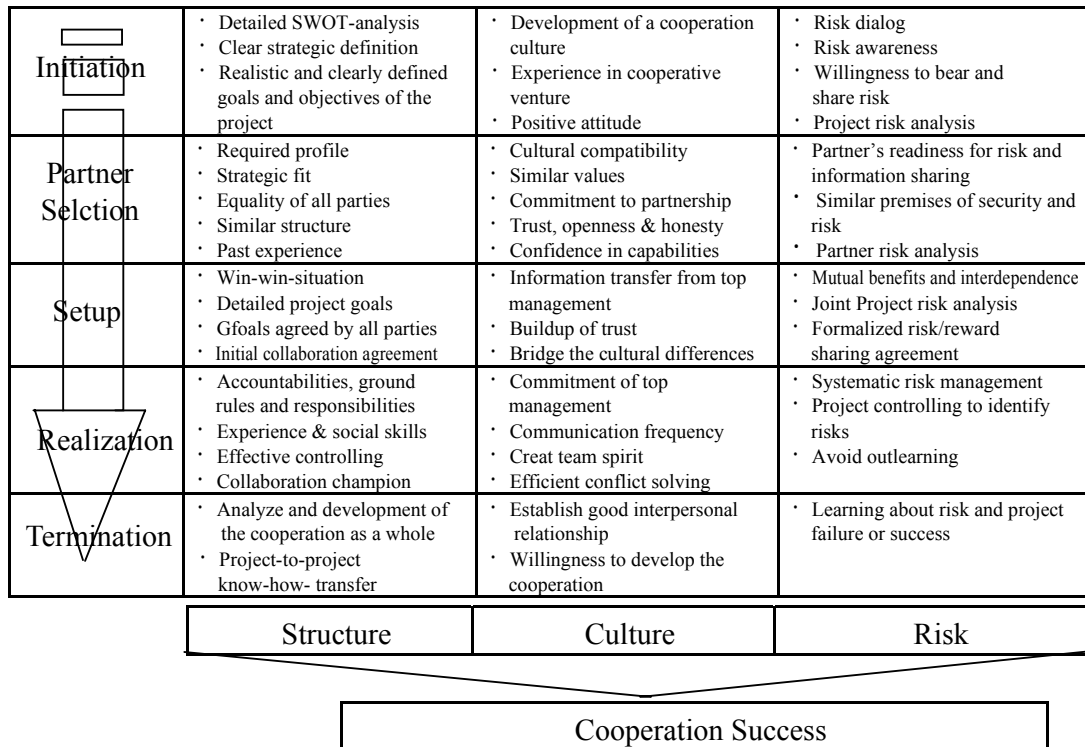 Initiation
· Detailed SWOT-analysis
· Clear strategic definition
· Realistic and clearly defined
goals and objectives of the
project
· Development of a cooperation
culture
· Experience in cooperative
venture
· Positive attitude
· Risk dialog
· Risk awareness
· Willingness to bear and
share risk
· Project risk analysis
Partner
Selction
· Required profile
· Strategic fit
· Equality of all parties
· Similar structure
· Past experience
· Cultural compatibility
· Similar values
· Commitment to partnership
· Trust, openness & honesty
· Confidence in capabilities
· Partner's readiness for risk and
information sharing
· Similar premises of security and
risk
· Partner risk analysis
Setup
· Win-win-situation
· Detailed project goals
· Gfoals agreed by all parties
· Initial collaboration agreement
· Information transfer from top
management
· Buildup of trust
· Bridge the cultural differences
· Mutual benefits and interdependence
· Joint Project risk analysis
· Formalized risk/reward
sharing agreement
Realization
· Accountabilities, ground
rules and responsibilities
· Experience & social skills
· Effective controlling
· Collaboration champion
· Commitment of top
management
· Communication frequency
· Creat team spirit
· Efficient conflict solving
· Systematic risk management
· Project controlling to identify
risks
· Avoid outlearning
Termination
· Analyze and development of
the cooperation as a whole
· Project-to-project
know-how- transfer
· Establish good interpersonal
relationship
· Willingness to develop the
cooperation
· Learning about risk and project
failure or success
Structure
Culture
Risk
Cooperation Success